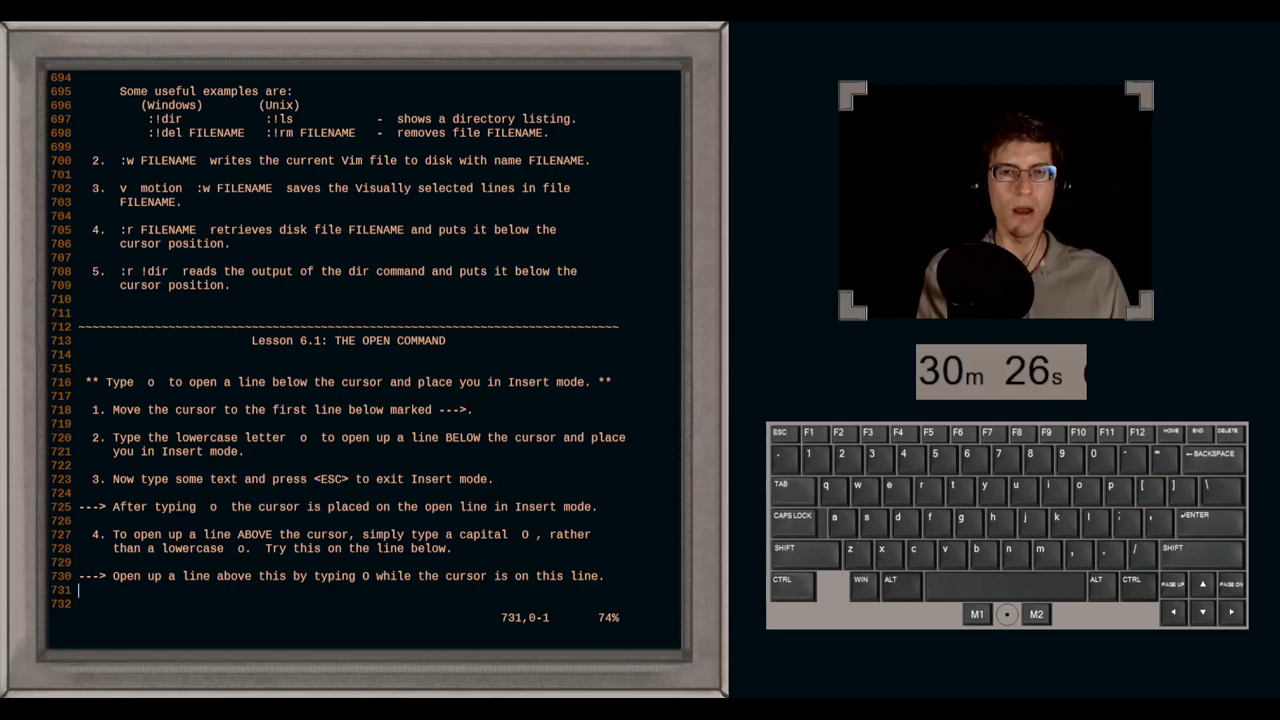 694
695 Some useful examples are:
696 (Windows) (Unix)
697 :!dir :!ls - shows a directory listing.
698 :!del FILENAME :!rm FILENAME - removes file FILENAME.
699
700 2. :w FILENAME writes the current Vim file to disk with name FILENAME.
701
702 3. v motion :w FILENAME saves the Visually selected lines in file
703 FILENAME.
704
705 4. :r FILENAME retrieves disk file FILENAME and puts it below the
706 cursor position.
707
708 5. :r !dir reads the output of the dir command and puts it below the
709 cursor position.
710
711
712 ~~~~~~~~~~~~~~~~~~~~~~~~~~~~~~~~~~~~~~~~~~~~~~~~~~~~~~~~~~~~~~~~~~~~~~~~~~~~~~
713 Lesson 6.1: THE OPEN COMMAND
714
715
716 ** Type o to open a line below the cursor and place you in Insert mode. **
717
718 1. Move the cursor to the first line below marked --->.
719
720 2. Type the lowercase letter o to open up a line BELOW the cursor and place
721 you in Insert mode.
722
723 3. Now type some text and press <ESC> to exit Insert mode.
724
725 ---> After typing o the cursor is placed on the open line in Insert mode.
726
727 4. To open up a line ABOVE the cursor, simply type a capital O , rather
728 than a lowercase o. Try this on the line below.
729
730 ---> Open up a line above this by typing O while the cursor is on this line.
731
732
731,0-1 74%
30m 26s
ESC F1 F2 F3 F4 F5 F6 F7 F8 F9 F10 F11 F12 HOME END DELETE
1 2 3 4 5 6 7 8 9 0 - = ←BACKSPACE
TAB q w e r t y u i o p [ ] \
CAPS LOCK a s d f g h j k l ; ↵ENTER
SHIFT z x c v b n m , . / SHIFT
CTRL WIN ALT ALT CTRL PAGE UP ▲ PAGE DN
M1 M2 ◄ ▼ ►